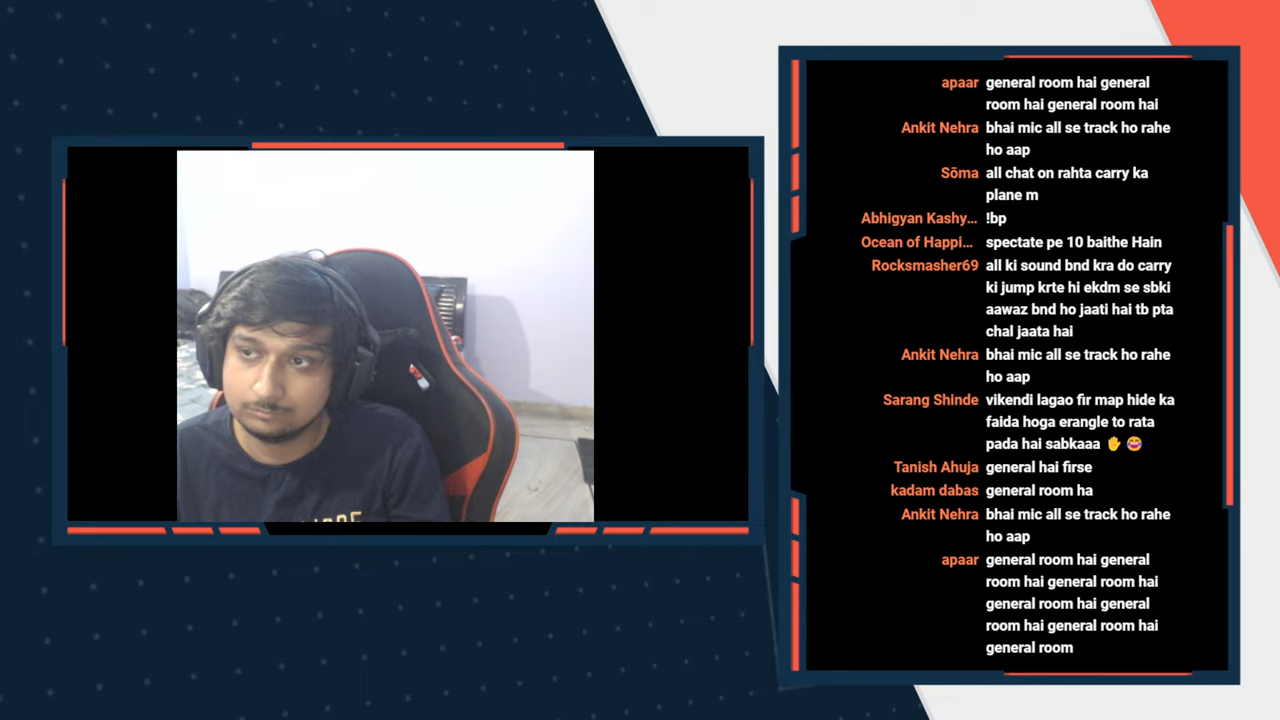 apaar general room hai general
room hai general room hai
Ankit Nehra bhai mic all se track ho rahe
ho aap
Sōma all chat on rahta carry ka
plane m
Abhigyan Kashy... !bp
Ocean of Happi... spectate pe 10 baithe Hain
Rocksmasher69 all ki sound bnd kra do carry
ki jump krte hi ekdm se sbki
aawaz bnd ho jaati hai tb pta
chal jaata hai
Ankit Nehra bhai mic all se track ho rahe
ho aap
Sarang Shinde vikendi lagao fir map hide ka
faida hoga erangle to rata
pada hai sabkaaa ✋ 😂
Tanish Ahuja general hai firse
kadam dabas general room ha
Ankit Nehra bhai mic all se track ho rahe
ho aap
apaar general room hai general
room hai general room hai
general room hai general
room hai general room hai
general room